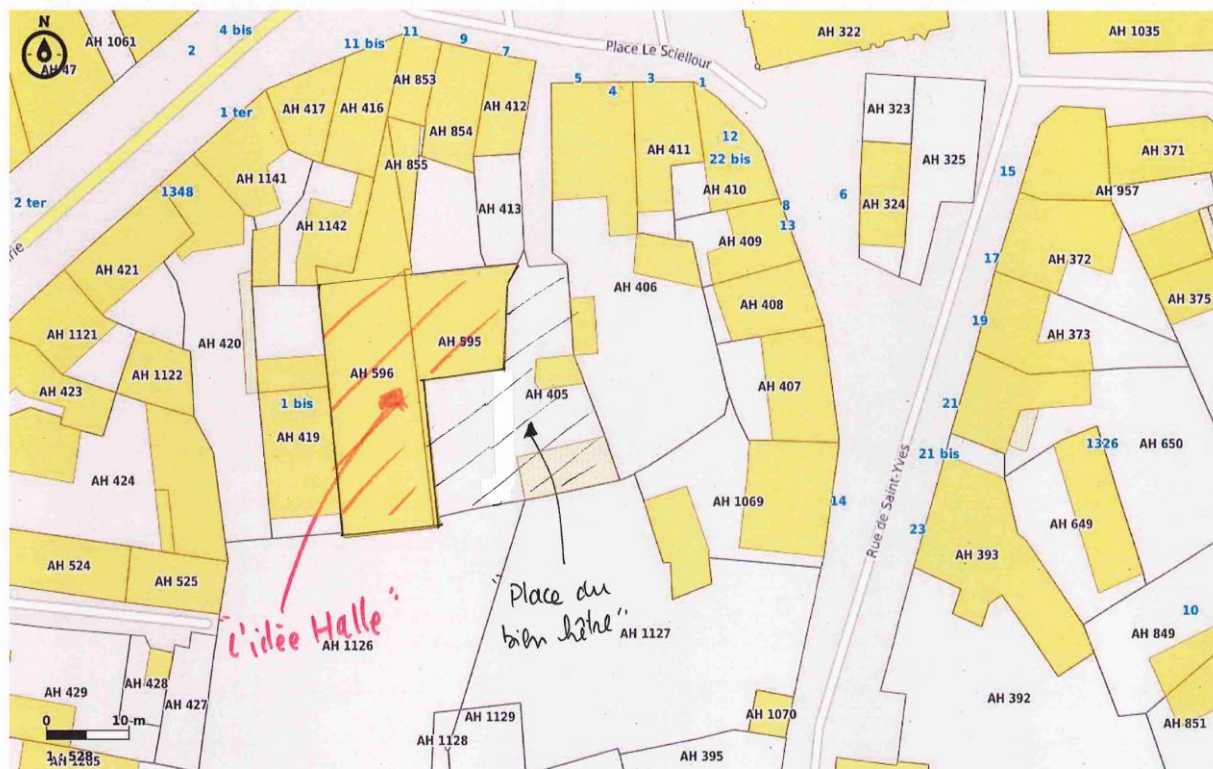 N
AH 1061
AH 47
2
4 bis
11 bis
11
9
7
Place Le Sciellour
AH 322
AH 1035
AH 853
AH 417
AH 416
AH 412
AH 854
1 ter
5
4
3
1
AH 323
AH 325
12
22 bis
AH 411
AH 410
AH 371
AH 855
AH 1141
1348
2 ter
AH 413
AH 1142
6
AH 324
15
AH 957
8
13
AH 409
AH 421
AH 406
AH 408
17
AH 372
AH 375
AH 1121
AH 420
AH 595
19
AH 373
AH 423
AH 1122
AH 596
AH 405
AH 407
1 bis
AH 419
21
AH 650
21 bis
1326
AH 424
AH 1069
14
Rue de Saint-Yves
23
AH 649
AH 393
AH 524
AH 525
"l'idée Halle"
Place du
bien hêtre"
10
AH 1126
AH 1127
AH 849
AH 429
AH 428
AH 427
AH 392
0
10 m
AH 1129
AH 1070
AH 851
AH 1128
AH 395
1 : 528
AH 1265